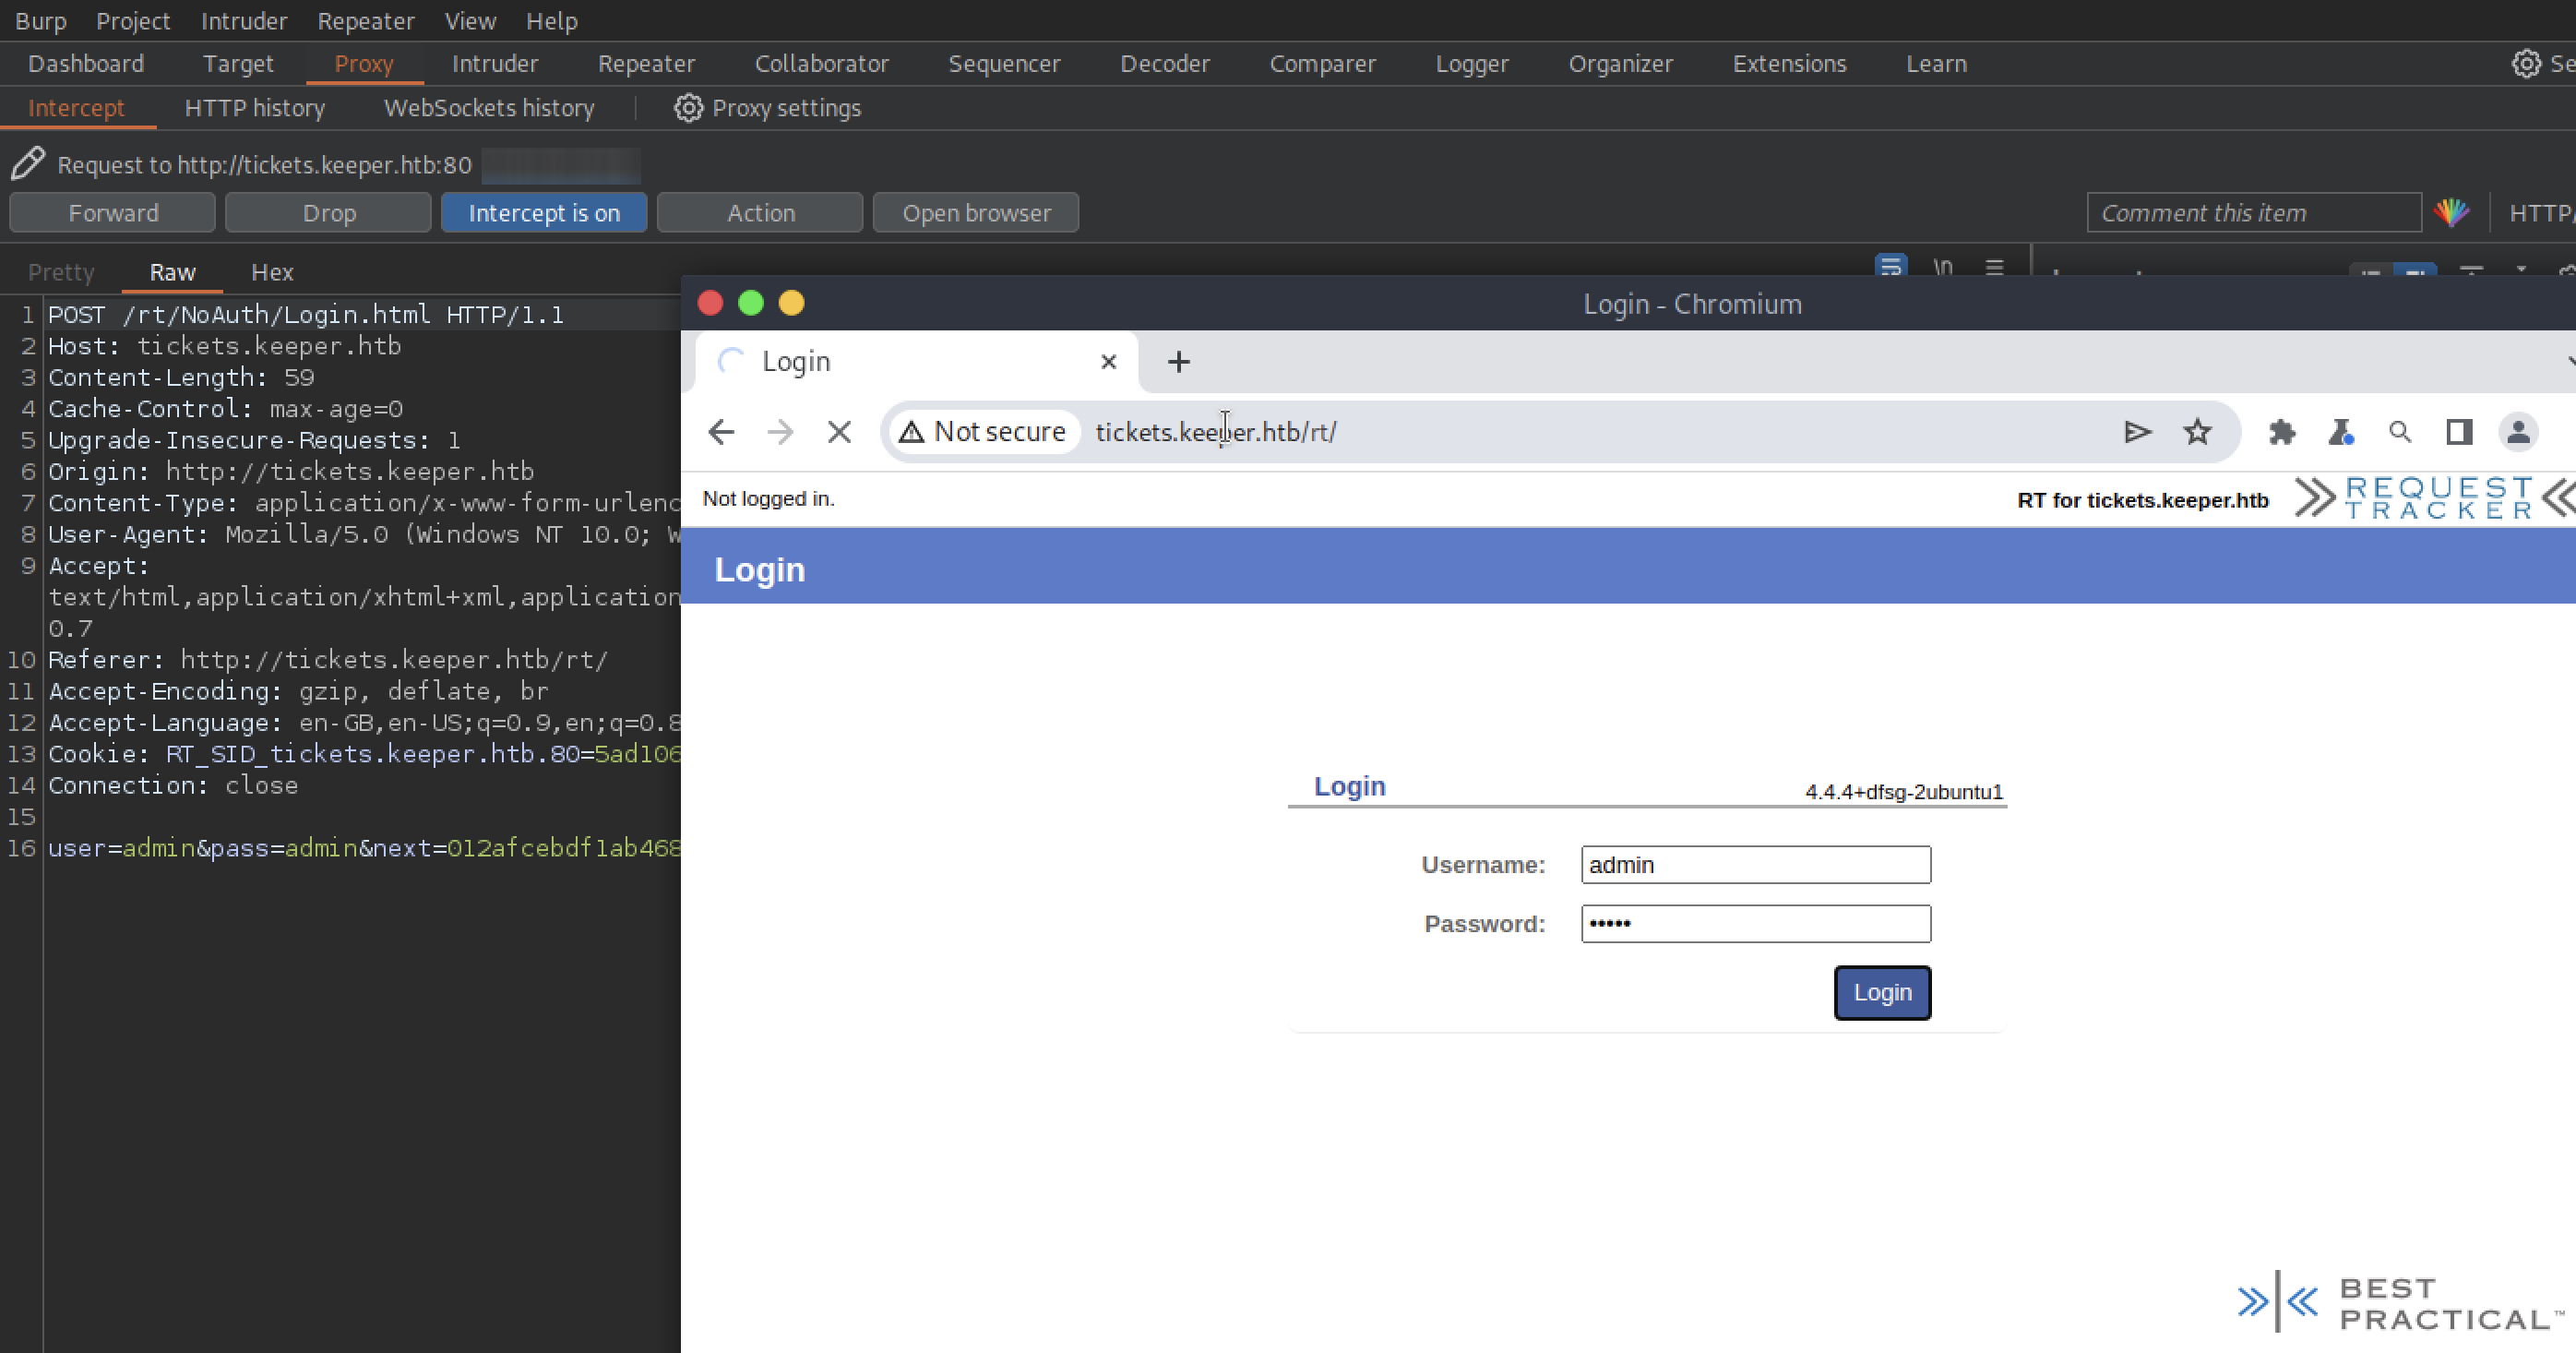 Burp Project Intruder Repeater View Help
Dashboard Target Proxy Intruder Repeater Collaborator Sequencer Decoder Comparer Logger Organizer Extensions Learn Se
Intercept HTTP history WebSockets history Proxy settings
Request to http://tickets.keeper.htb:80
Forward Drop Intercept is on Action Open browser Comment this item HTTP/
Pretty Raw Hex \n
1 POST /rt/NoAuth/Login.html HTTP/1.1
2 Host: tickets.keeper.htb
3 Content-Length: 59
4 Cache-Control: max-age=0
5 Upgrade-Insecure-Requests: 1
6 Origin: http://tickets.keeper.htb
7 Content-Type: application/x-www-form-urlenc
8 User-Agent: Mozilla/5.0 (Windows NT 10.0; W
9 Accept:
text/html,application/xhtml+xml,application
0.7
10 Referer: http://tickets.keeper.htb/rt/
11 Accept-Encoding: gzip, deflate, br
12 Accept-Language: en-GB,en-US;q=0.9,en;q=0.8
13 Cookie: RT_SID_tickets.keeper.htb.80=5ad106
14 Connection: close
15
16 user=admin&pass=admin&next=012afcebdf1ab468
Login - Chromium
Login
Not secure tickets.keeper.htb/rt/
Not logged in. RT for tickets.keeper.htb REQUEST TRACKER
Login
Login 4.4.4+dfsg-2ubuntu1
Username: admin
Password: •••••
Login
BEST
PRACTICAL™